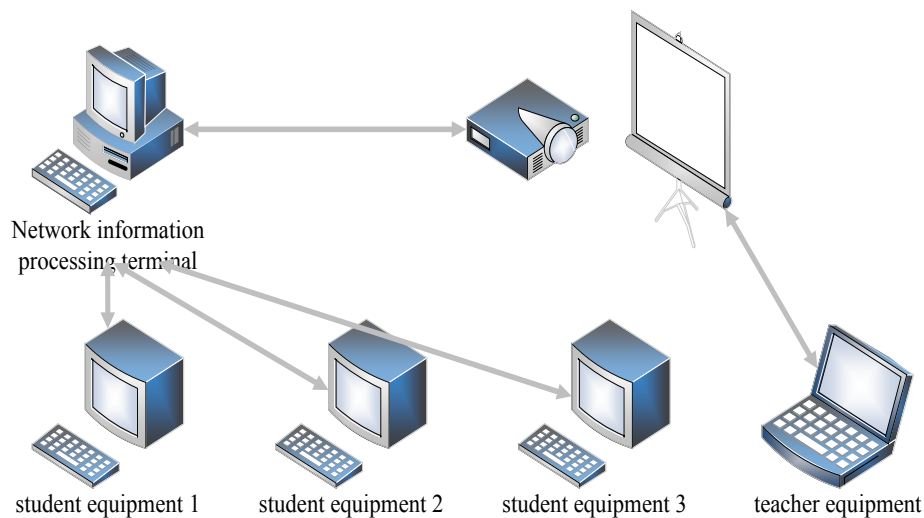 Network information
processing terminal
student equipment 1
student equipment 2
student equipment 3
teacher equipment